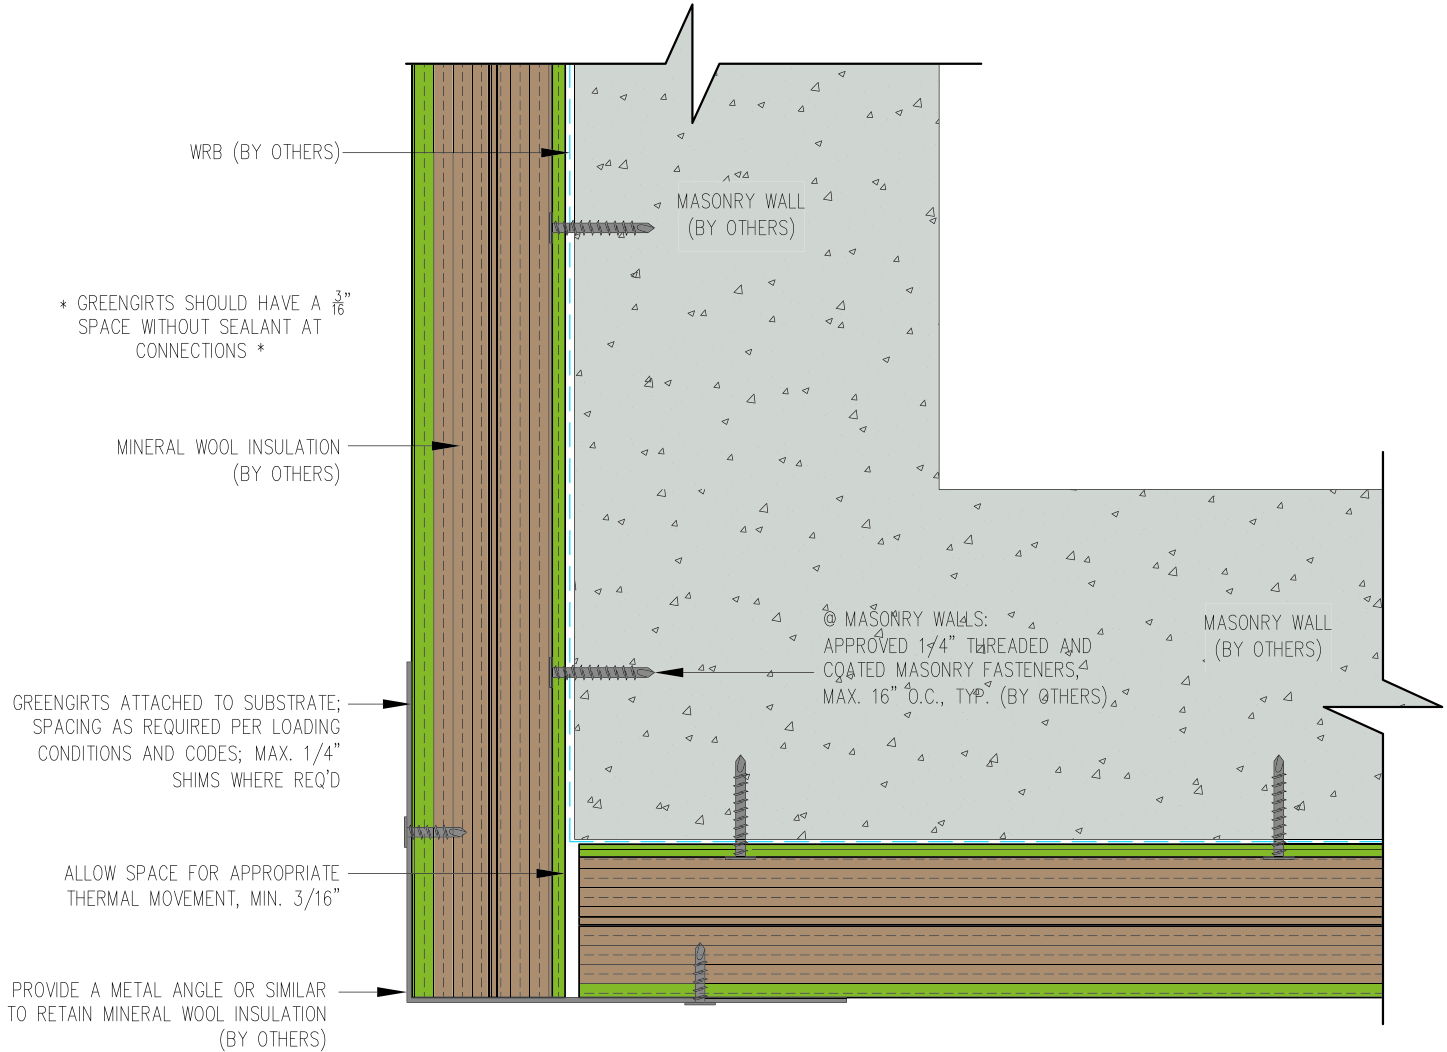 WRB (BY OTHERS)
MASONRY WALL
(BY OTHERS)
* GREENGIRTS SHOULD HAVE A 3/16"
SPACE WITHOUT SEALANT AT
CONNECTIONS *
MINERAL WOOL INSULATION
(BY OTHERS)
@ MASONRY WALLS:
APPROVED 1/4" THREADED AND
COATED MASONRY FASTENERS,
MAX. 16" O.C., TYP. (BY OTHERS)
MASONRY WALL
(BY OTHERS)
GREENGIRTS ATTACHED TO SUBSTRATE;
SPACING AS REQUIRED PER LOADING
CONDITIONS AND CODES; MAX. 1/4"
SHIMS WHERE REQ'D
ALLOW SPACE FOR APPROPRIATE
THERMAL MOVEMENT, MIN. 3/16"
PROVIDE A METAL ANGLE OR SIMILAR
TO RETAIN MINERAL WOOL INSULATION
(BY OTHERS)